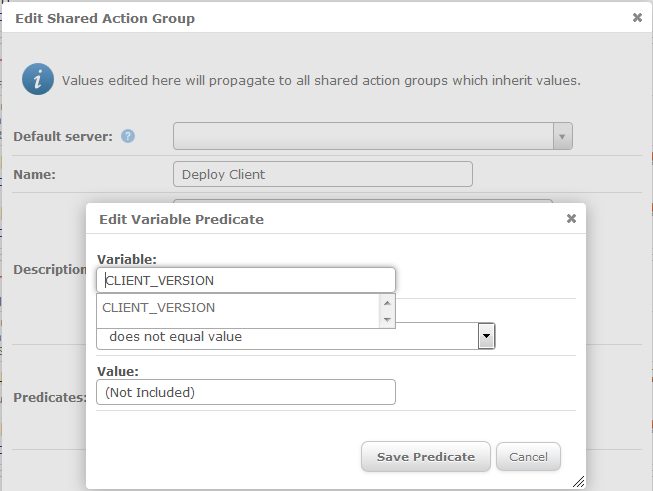 Edit Shared Action Group
Values edited here will propagate to all shared action groups which inherit values.
Default server:
Name: Deploy Client
Description
Predicates:
Edit Variable Predicate
Variable:
CLIENT_VERSION
CLIENT_VERSION
does not equal value
Value:
(Not Included)
Save Predicate Cancel